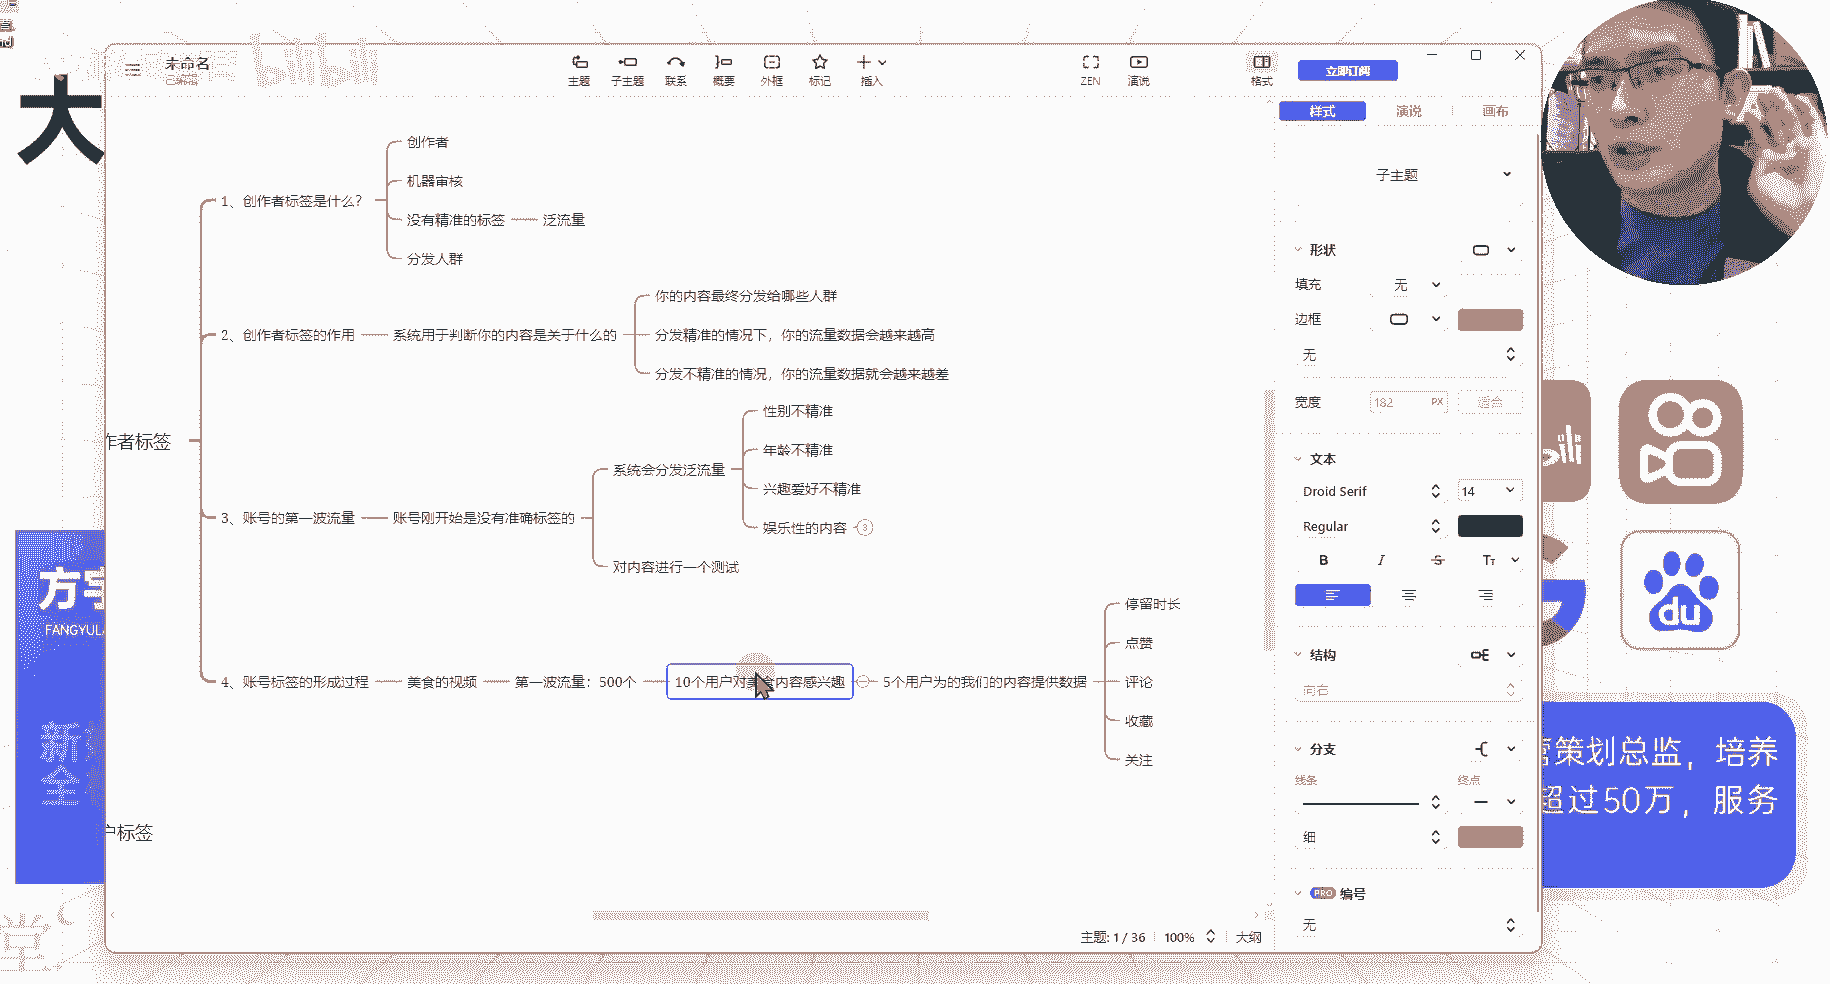 大
未命名
已编辑
bilibili
主题
子主题
联系
概要
外框
标记
插入
ZEN
演说
格式
立即订阅
样式
演说
画布
子主题
形状
填充
无
边框
无
宽度
182
PX
适合
文本
Droid Serif
14
Regular
B
I
S
TT
结构
向右
分支
线条
终点
细
PRO 编号
无
作者标签
1、创作者标签是什么?
创作者
机器审核
没有精准的标签
泛流量
分发人群
2、创作者标签的作用
系统用于判断你的内容是关于什么的
你的内容最终分发给哪些人群
分发精准的情况下,你的流量数据会越来越高
分发不精准的情况,你的流量数据就会越来越差
3、账号的第一波流量
账号刚开始是没有准确标签的
系统会分发泛流量
性别不精准
年龄不精准
兴趣爱好不精准
娱乐性的内容
3
对内容进行一个测试
4、账号标签的形成过程
美食的视频
第一波流量：500个
10个用户对美食内容感兴趣
5个用户为的我们的内容提供数据
停留时长
点赞
评论
收藏
关注
户标签
主题: 1 / 36
100%
大纲
FANGYU
新
全
du
营策划总监，培养
超过50万，服务
堂